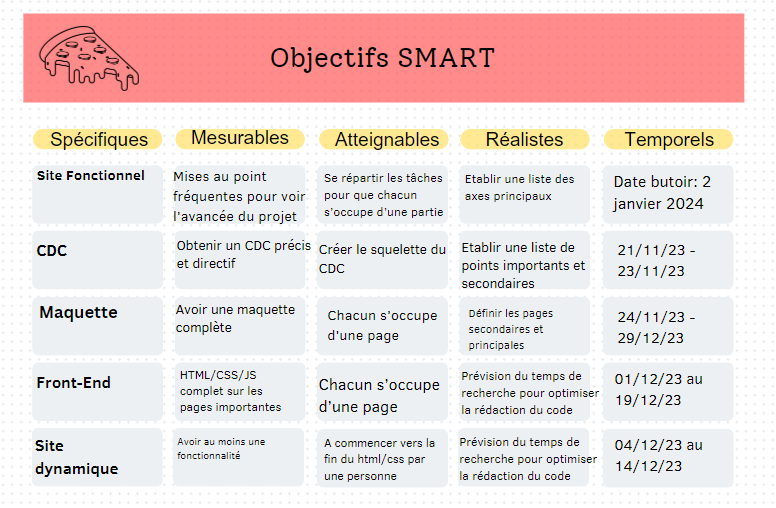 Objectifs SMART
Spécifiques
Mesurables
Atteignables
Réalistes
Temporels
Site Fonctionnel
Mises au point
fréquentes pour voir
l'avancée du projet
Se répartir les tâches
pour que chacun
s'occupe d'une partie
Etablir une liste des
axes principaux
Date butoir: 2
janvier 2024
CDC
Obtenir un CDC précis
et directif
Créer le squelette du
CDC
Etablir une liste de
points importants et
secondaires
21/11/23 -
23/11/23
Maquette
Avoir une maquette
complète
Chacun s'occupe
d'une page
Définir les pages
secondaires et
principales
24/11/23 -
29/12/23
Front-End
HTML/CSS/JS
complet sur les
pages importantes
Chacun s'occupe
d'une page
Prévision du temps de
recherche pour optimiser
la rédaction du code
01/12/23 au
19/12/23
Site
dynamique
Avoir au moins une
fonctionnalité
A commencer vers la
fin du html/css par
une personne
Prévision du temps de
recherche pour optimiser
la rédaction du code
04/12/23 au
14/12/23